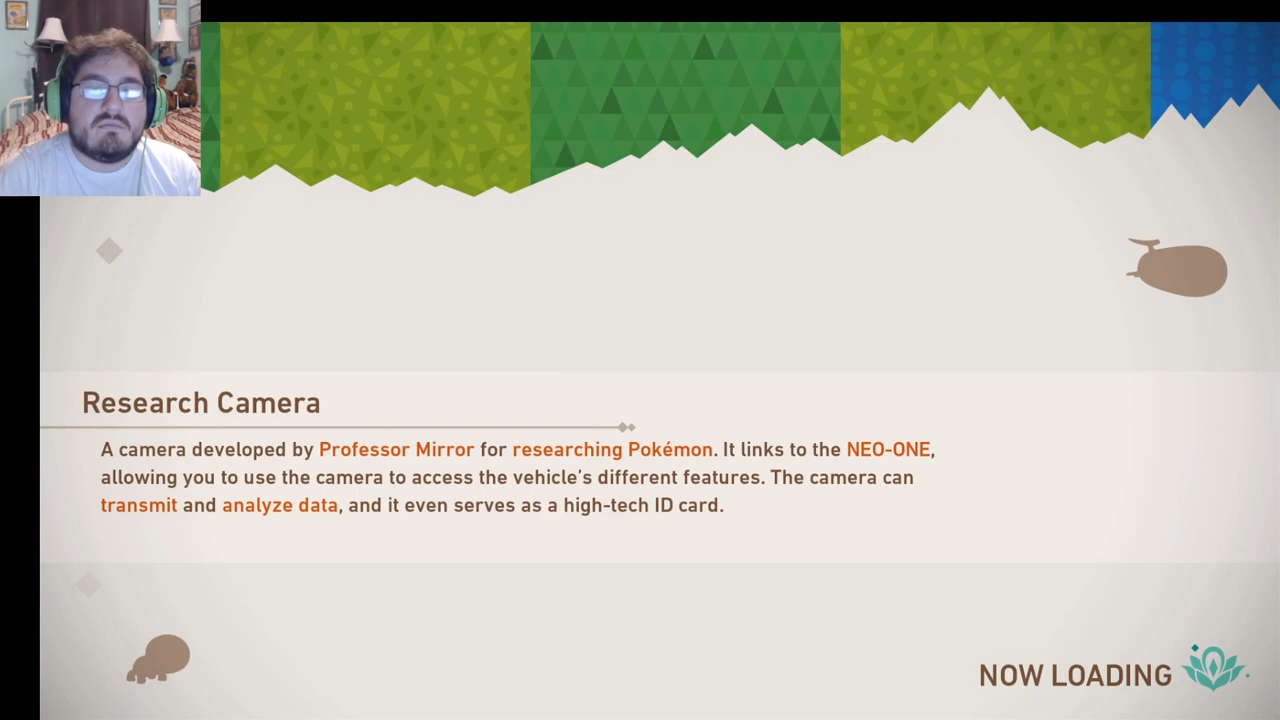 Research Camera
A camera developed by Professor Mirror for researching Pokémon. It links to the NEO-ONE,
allowing you to use the camera to access the vehicle's different features. The camera can
transmit and analyze data, and it even serves as a high-tech ID card.
NOW LOADING